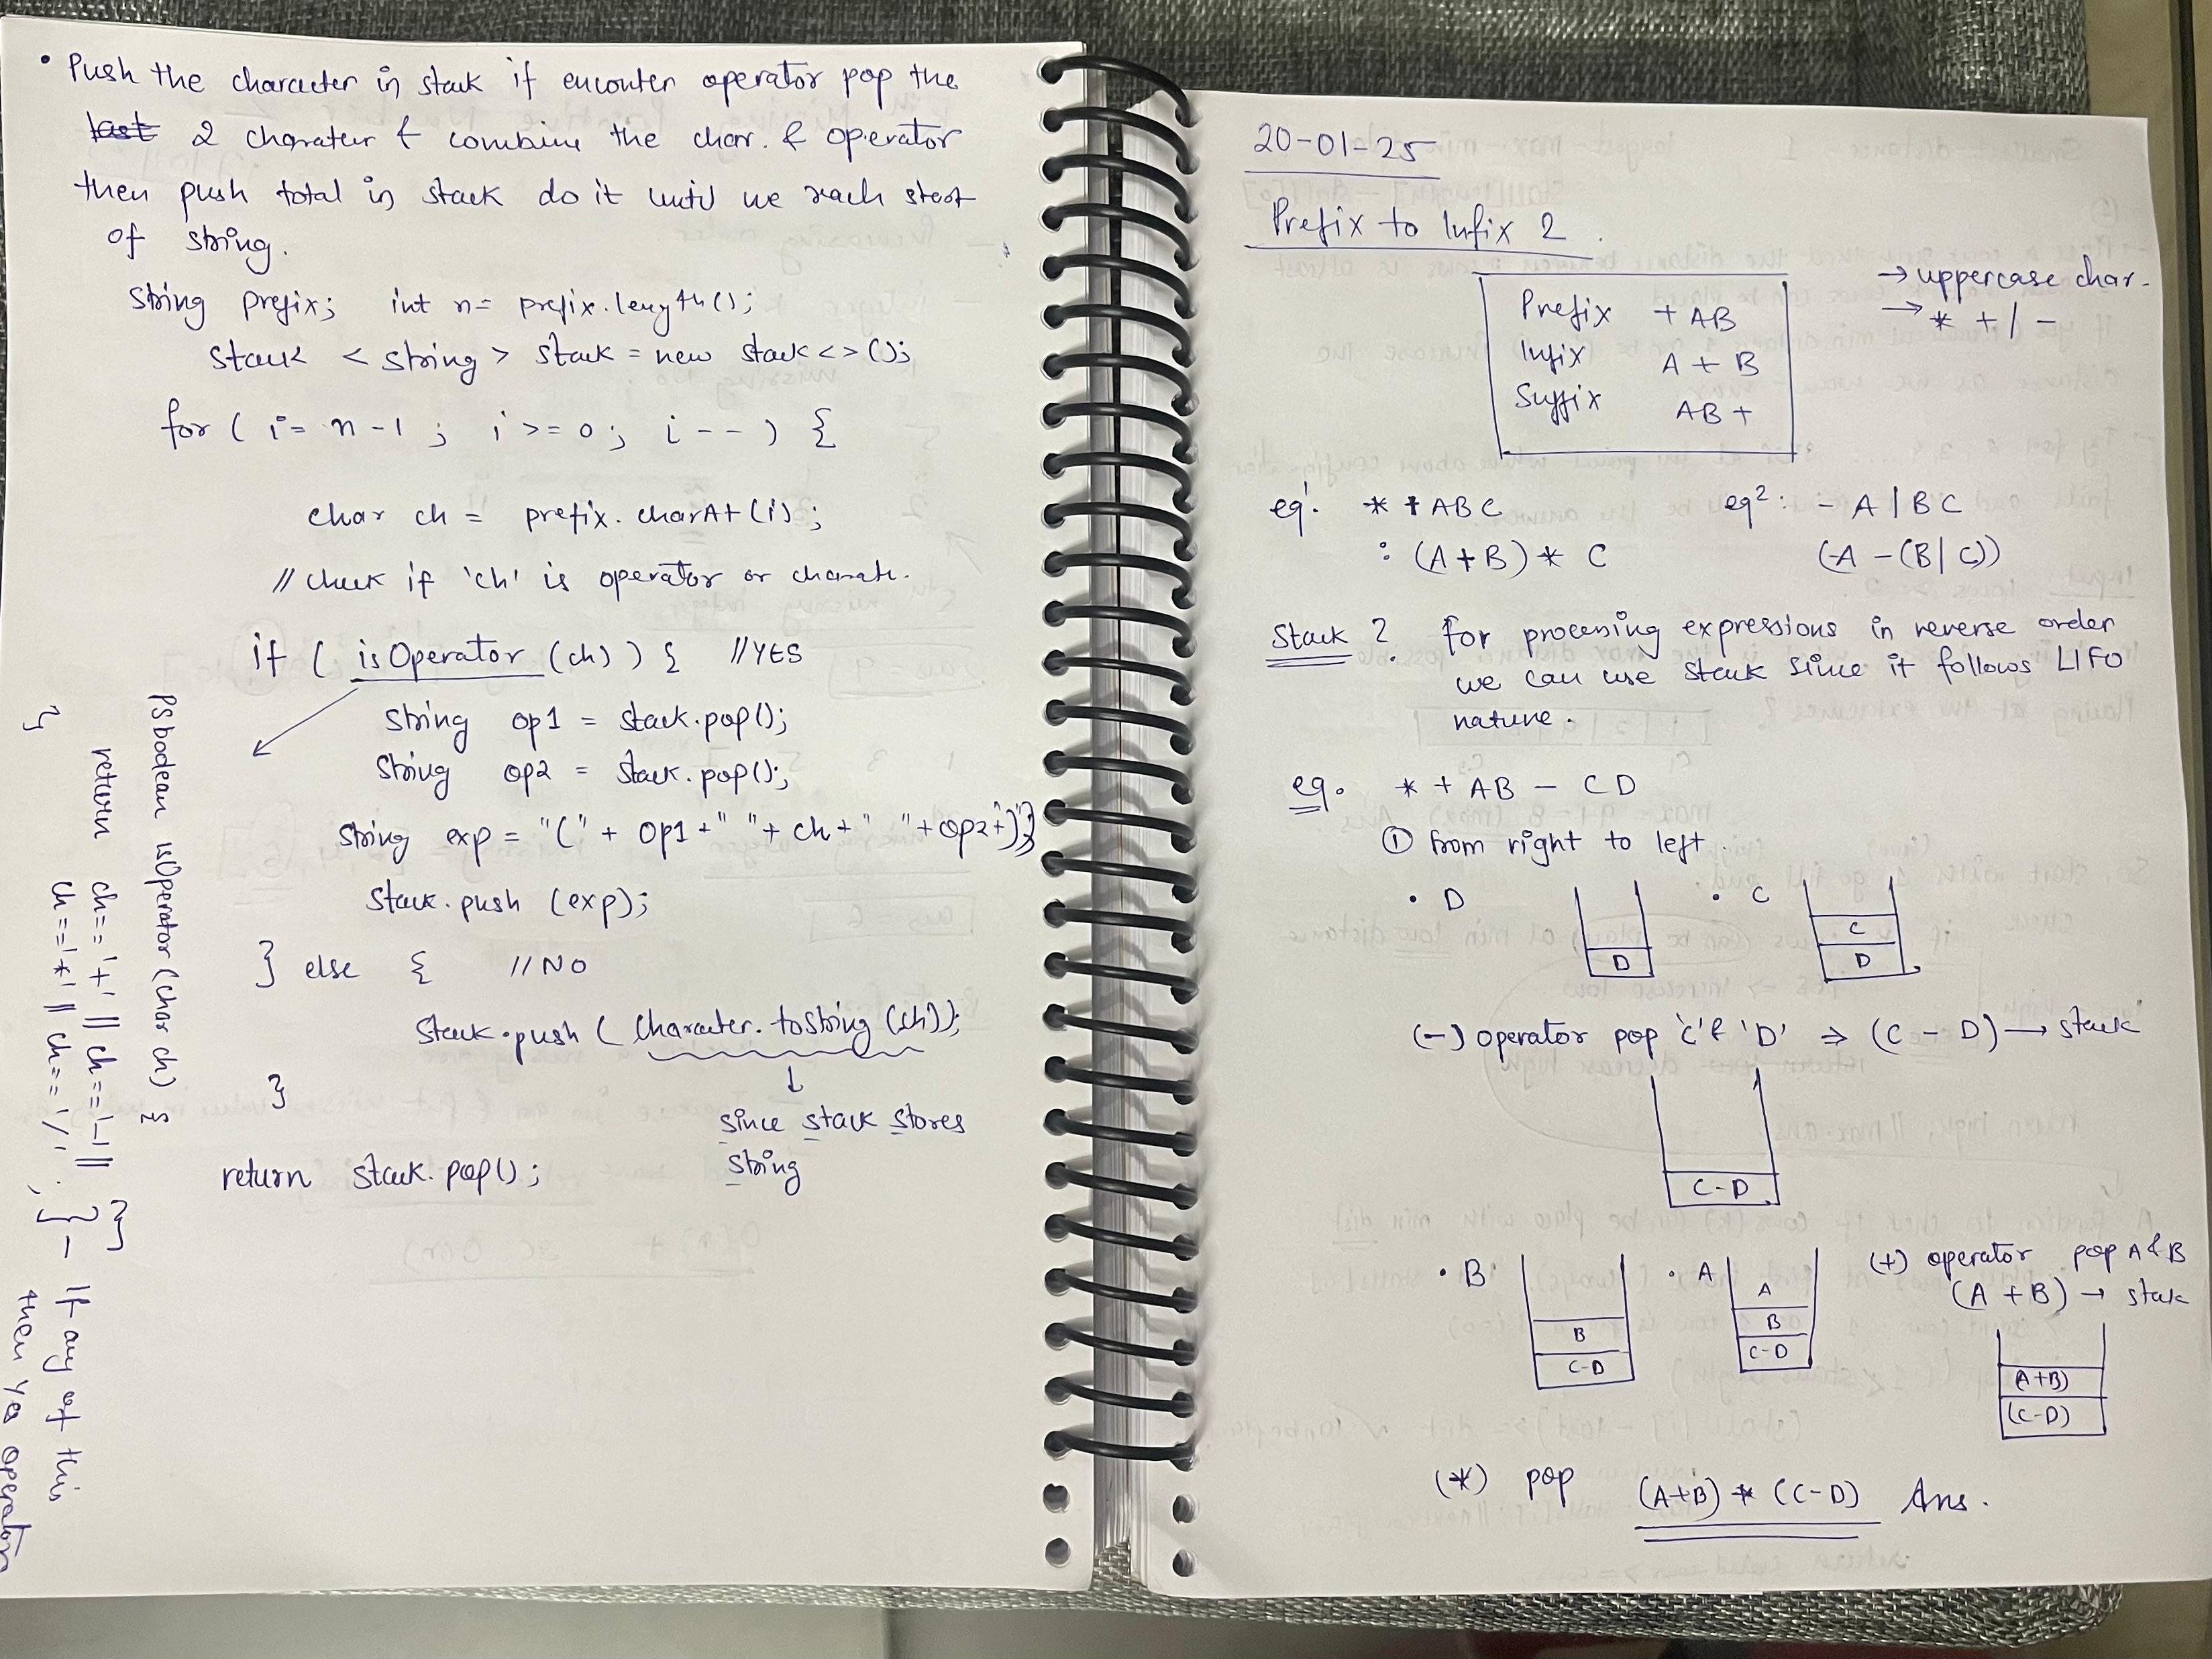 • Push the character in stack if encouter operator pop the
last 2 charater & combine the char. & operator
then push total in stack do it until we reach start
of string.
String prefix; int n = prefix.length();
Stack <String> stack = new stack<>();
for ( i = n-1 ; i >= 0 ; i-- ) {
char ch = prefix.charAt(i);
// check if 'ch' is operator or charate.
if ( isOperator (ch) ) { //YES
String op1 = stack.pop();
String op2 = stack.pop();
String exp = "(" + op1 + " " + ch + " " + op2 + ")";
Stack.push (exp);
} else { // NO
Stack.push ( Character.toString (ch));
↓
since stack stores
string
}
return stack.pop();
PS boolean isOperator (char ch) {
return ch == '+' || ch == '-' ||
ch == '*' || ch == '/' ;
}
}} – If any of this
then yes operator
20-01-25
Prefix to Infix 2.
Prefix + AB
Infix A + B
Suffix AB +
→ uppercase char.
→ * + / -
eg1. * + ABC
: (A+B) * C
eg2: - A / BC
(A - (B / C))
Stack ? for processing expressions in reverse order
we can use stack since it follows LIFO
nature.
eg. * + AB - CD
① from right to left.
• D
D
• C
C
D
(-) operator pop 'C' & 'D' ⇒ (C - D) → stack
C-D
• B
B
C-D
• A
A
B
C-D
(+) operator pop A & B
(A + B) → stack
(A+B)
(C-D)
(*) pop (A+B) * (C-D) Ans.